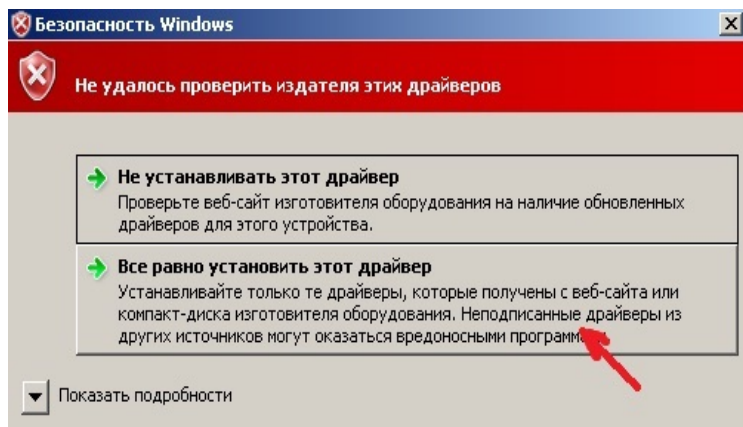 Безопасность Windows
Не удалось проверить издателя этих драйверов
Не устанавливать этот драйвер
Проверьте веб-сайт изготовителя оборудования на наличие обновленных
драйверов для этого устройства.
Все равно установить этот драйвер
Устанавливайте только те драйверы, которые получены с веб-сайта или
компакт-диска изготовителя оборудования. Неподписанные драйверы из
других источников могут оказаться вредоносными
Показать подробности